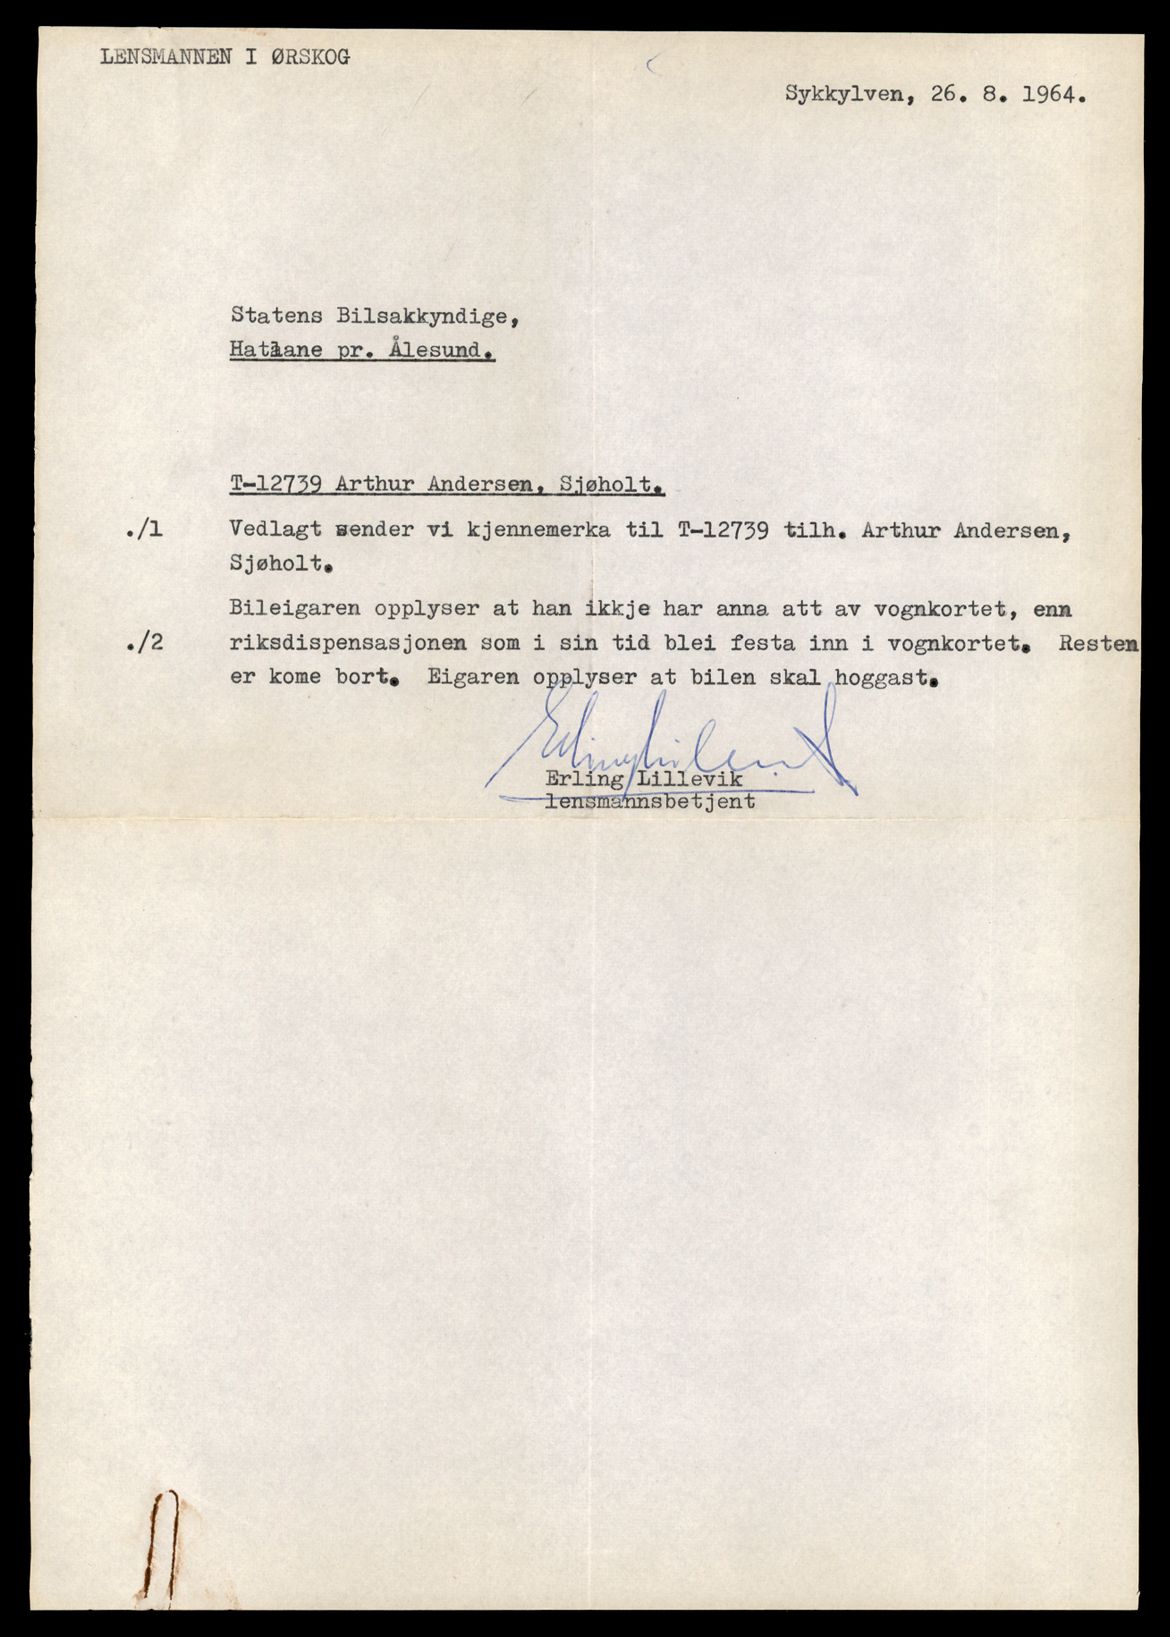 LENSMANNEN I ØRSKOG
Sykkylven, 26. 8. 1964.
Statens Bilsakkyndige,
Hatlane pr. Ålesund.
T-12739 Arthur Andersen, Sjøholt.
./1 Vedlagt sender vi kjennemerka til T-12739 tilh. Arthur Andersen,
Sjøholt.
Bileigaren opplyser at han ikkje har anna att av vognkortet, enn
./2 riksdispensasjonen som i sin tid blei festa inn i vognkortet. Resten
er kome bort. Eigaren opplyser at bilen skal hoggast.
Erling Lillevik
Erling Lillevik
lensmannsbetjent